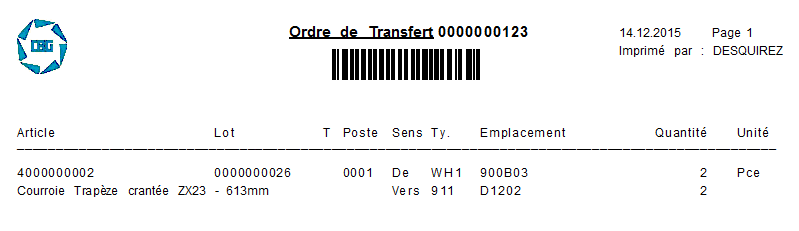 Ordre de Transfert 0000000123
14.12.2015 Page 1
Imprimé par : DESQUIREZ
Article Lot T Poste Sens Ty. Emplacement Quantité Unité
4000000002 0000000026 0001 De WH1 900B03 2 Pce
Courroie Trapèze crantée ZX23 - 613mm Vers 911 D1202 2